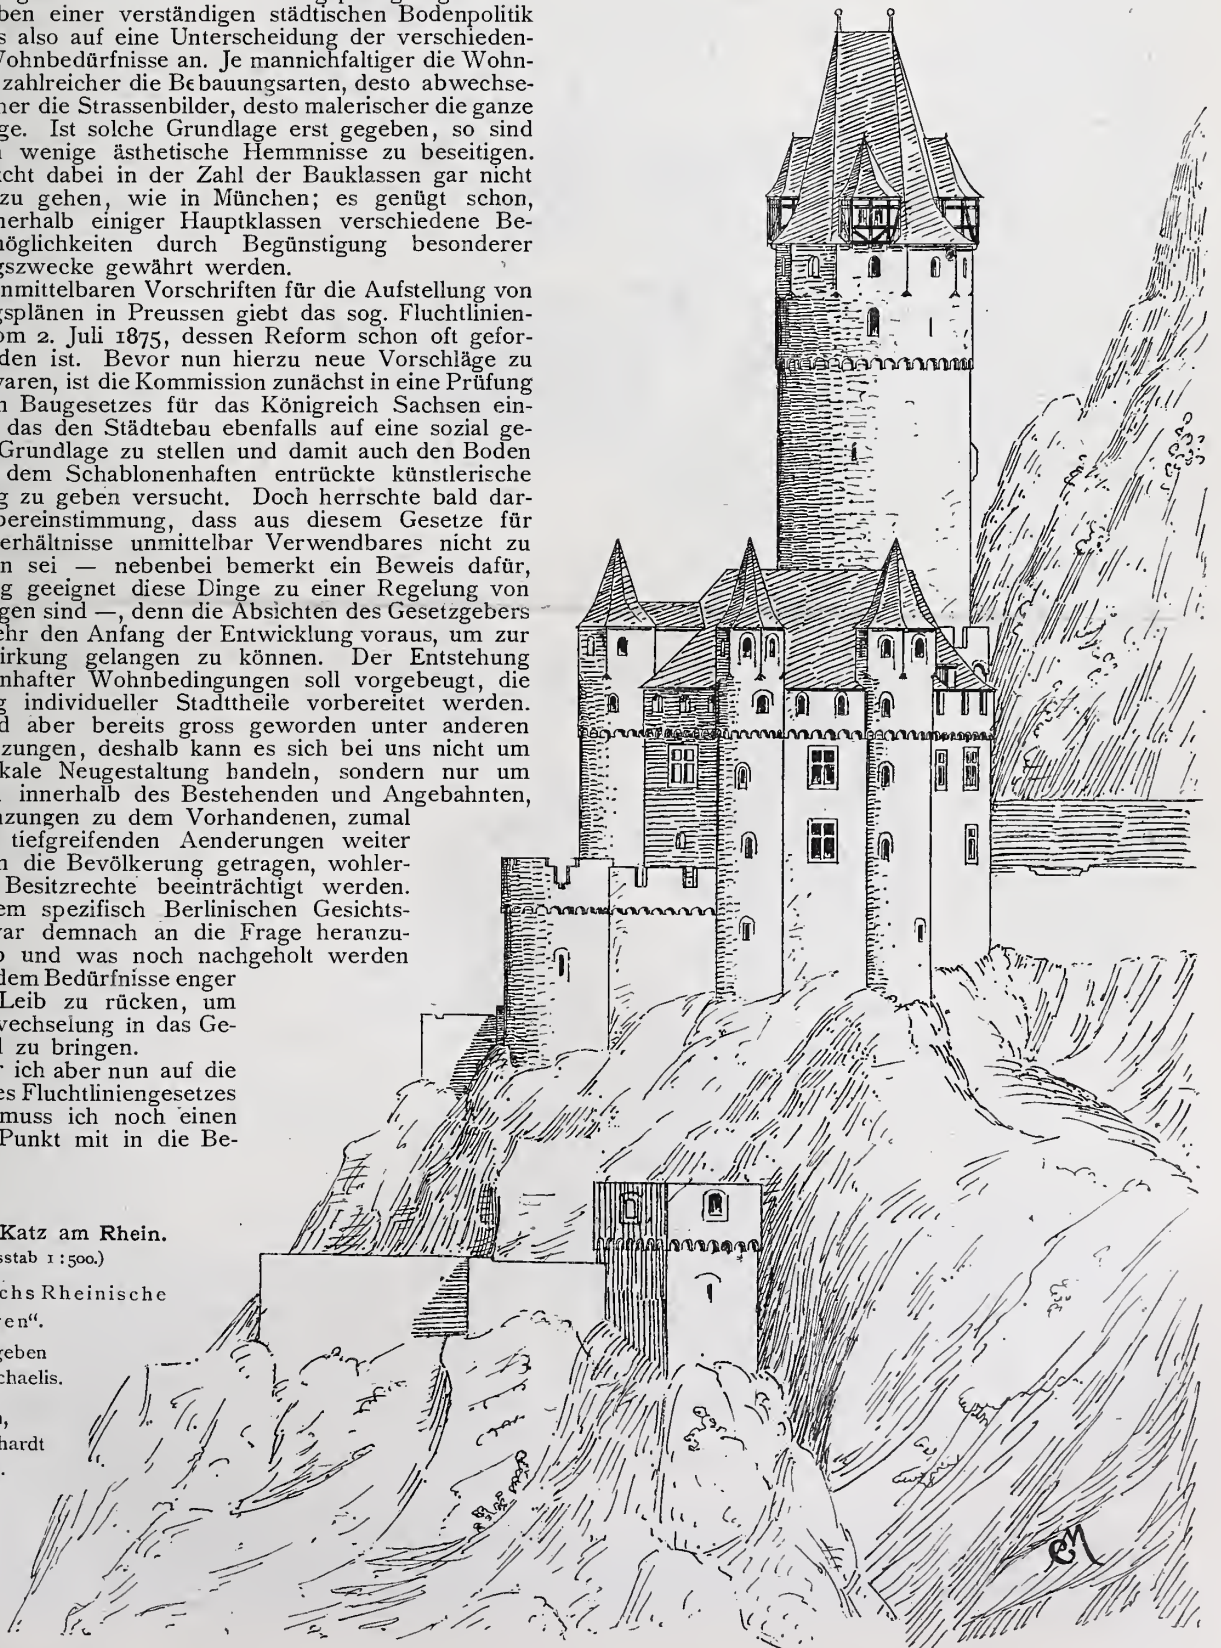 ben einer verständigen städtischen Bodenpolitik
s also auf eine Unterscheidung der verschieden-
Wohnbedürfnisse an. Je mannichfaltiger die Wohn-
zahlreicher die Bebauungsarten, desto abwechse-
ner die Strassenbilder, desto malerischer die ganze
ge. Ist solche Grundlage erst gegeben, so sind
wenige ästhetische Hemmnisse zu beseitigen.
cht dabei in der Zahl der Bauklassen gar nicht
zu gehen, wie in München; es genügt schon,
nerhalb einiger Hauptklassen verschiedene Be-
möglichkeiten durch Begünstigung besonderer
gszwecke gewährt werden.
nmittelbaren Vorschriften für die Aufstellung von
gsplänen in Preussen giebt das sog. Fluchtlinien-
om 2. Juli 1875, dessen Reform schon oft gefor-
den ist. Bevor nun hierzu neue Vorschläge zu
waren, ist die Kommission zunächst in eine Prüfung
n Baugesetzes für das Königreich Sachsen ein-
das den Städtebau ebenfalls auf eine sozial ge-
Grundlage zu stellen und damit auch den Boden
dem Schablonenhaften entrückte künstlerische
g zu geben versucht. Doch herrschte bald dar-
bereinstimmung, dass aus diesem Gesetze für
erhältnisse unmittelbar Verwendbares nicht zu
n sei — nebenbei bemerkt ein Beweis dafür,
g geeignet diese Dinge zu einer Regelung von
gen sind —, denn die Absichten des Gesetzgebers
ehr den Anfang der Entwicklung voraus, um zur
irkung gelangen zu können. Der Entstehung
nhafter Wohnbedingungen soll vorgebeugt, die
g individueller Stadttheile vorbereitet werden.
d aber bereits gross geworden unter anderen
zungen, deshalb kann es sich bei uns nicht um
kale Neugestaltung handeln, sondern nur um
innerhalb des Bestehenden und Angebahnten,
nzungen zu dem Vorhandenen, zumal
tiefgreifenden Aenderungen weiter
n die Bevölkerung getragen, wohler-
Besitzrechte beeinträchtigt werden.
em spezifisch Berlinischen Gesichts-
ar demnach an die Frage heranzu-
b und was noch nachgeholt werden
dem Bedürfnisse enger
Leib zu rücken, um
wechselung in das Ge-
l zu bringen.
r ich aber nun auf die
es Fluchtliniengesetzes
muss ich noch einen
Punkt mit in die Be-
Katz am Rhein.
sstab 1 : 500.)
chs Rheinische
en“.
geben
chaelis.
,
hardt
.
CM